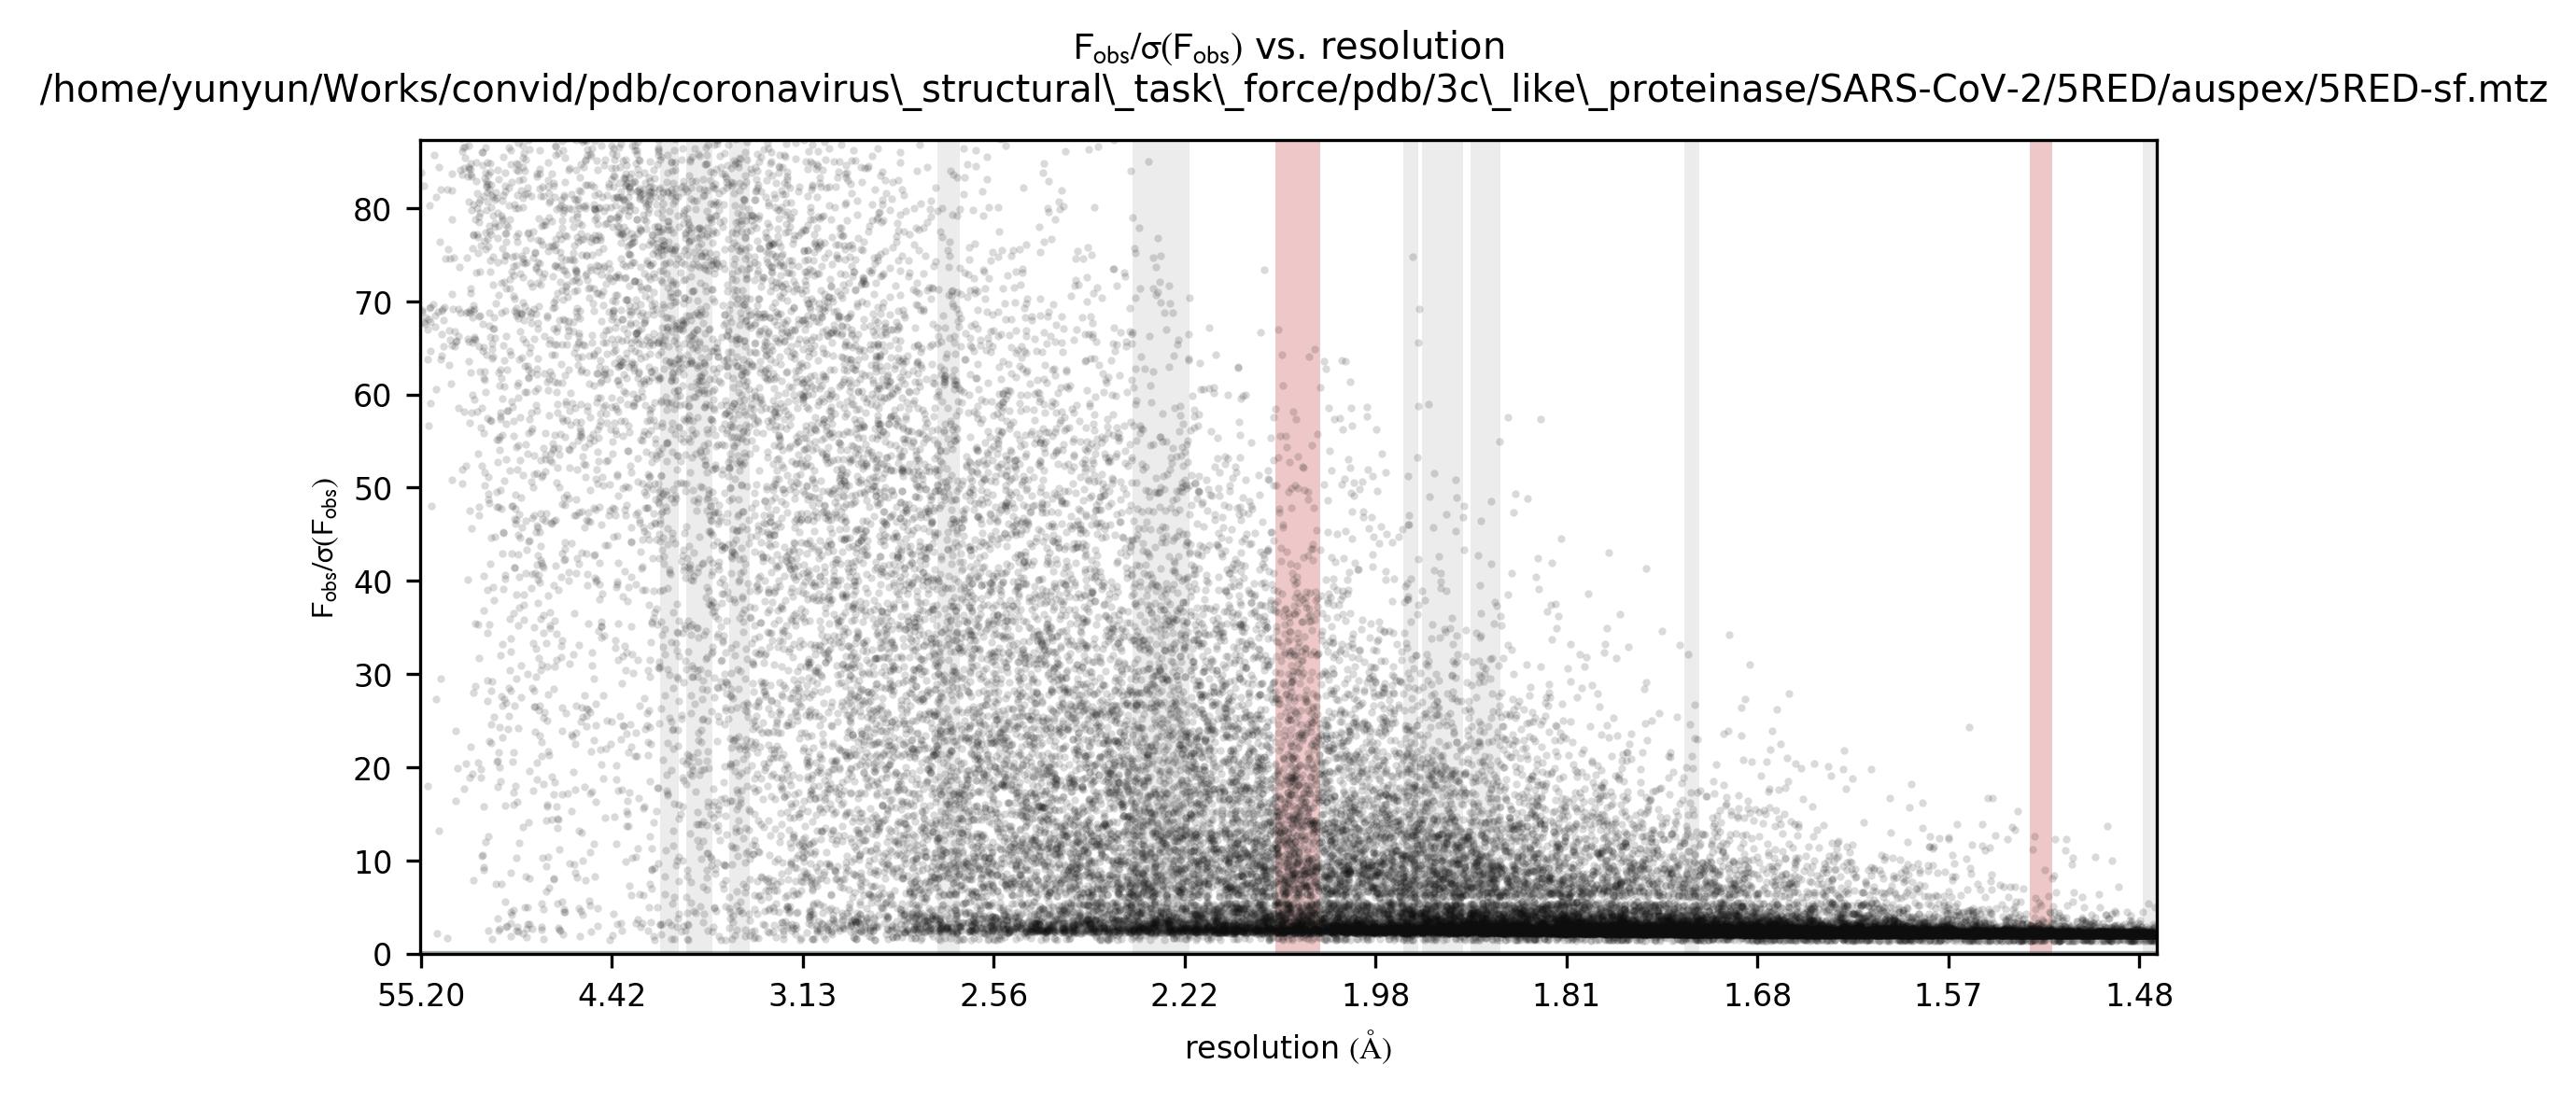 Fobs/σ(Fobs) vs. resolution
/home/yunyun/Works/convid/pdb/coronavirus\_structural\_task\_force/pdb/3c\_like\_proteinase/SARS-CoV-2/5RED/auspex/5RED-sf.mtz
Fobs/σ(Fobs)
80
70
60
50
40
30
20
10
0
55.20 4.42 3.13 2.56 2.22 1.98 1.81 1.68 1.57 1.48
resolution (Å)